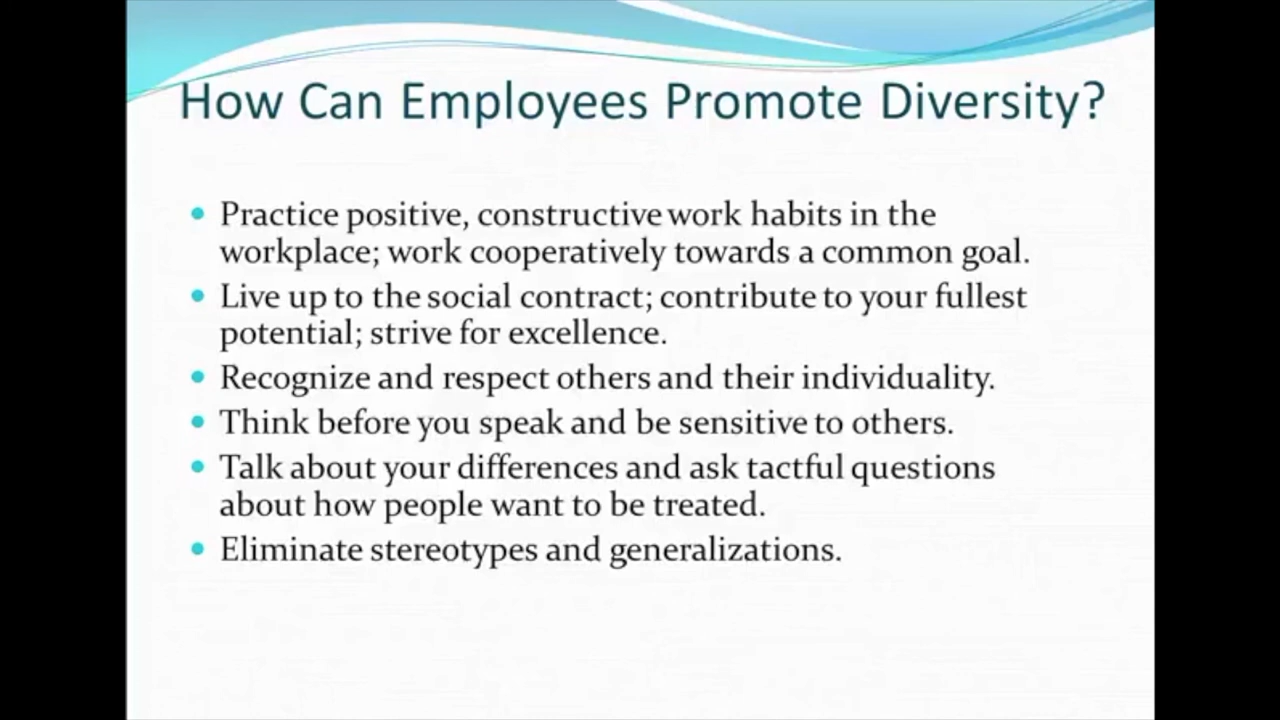 How Can Employees Promote Diversity?
• Practice positive, constructive work habits in the
workplace; work cooperatively towards a common goal.
• Live up to the social contract; contribute to your fullest
potential; strive for excellence.
• Recognize and respect others and their individuality.
• Think before you speak and be sensitive to others.
• Talk about your differences and ask tactful questions
about how people want to be treated.
• Eliminate stereotypes and generalizations.